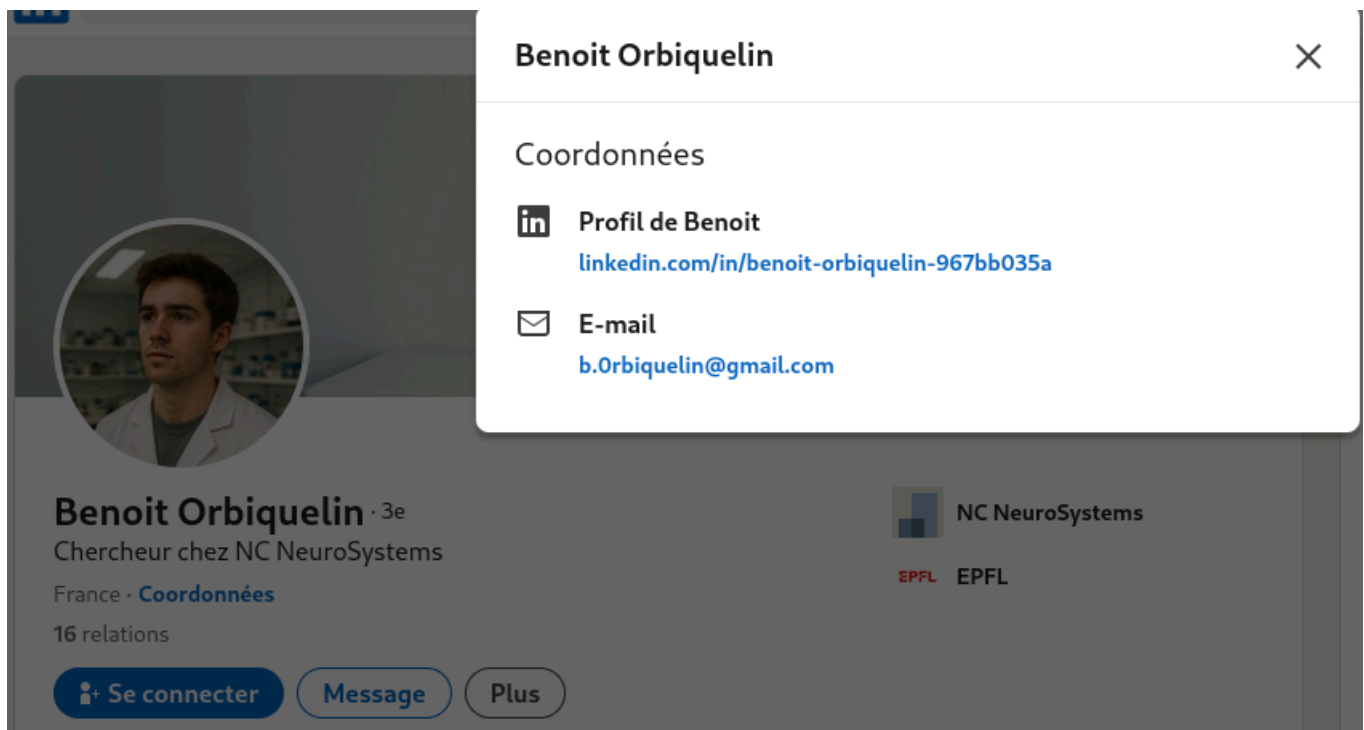 Benoit Orbiquelin
Coordonnées
in
Profil de Benoit
linkedin.com/in/benoit-orbiquelin-967bb035a
E-mail
b.0rbiquelin@gmail.com
Benoit Orbiquelin · 3e
Chercheur chez NC NeuroSystems
France · Coordonnées
16 relations
Se connecter
Message
Plus
NC NeuroSystems
EPFL EPFL